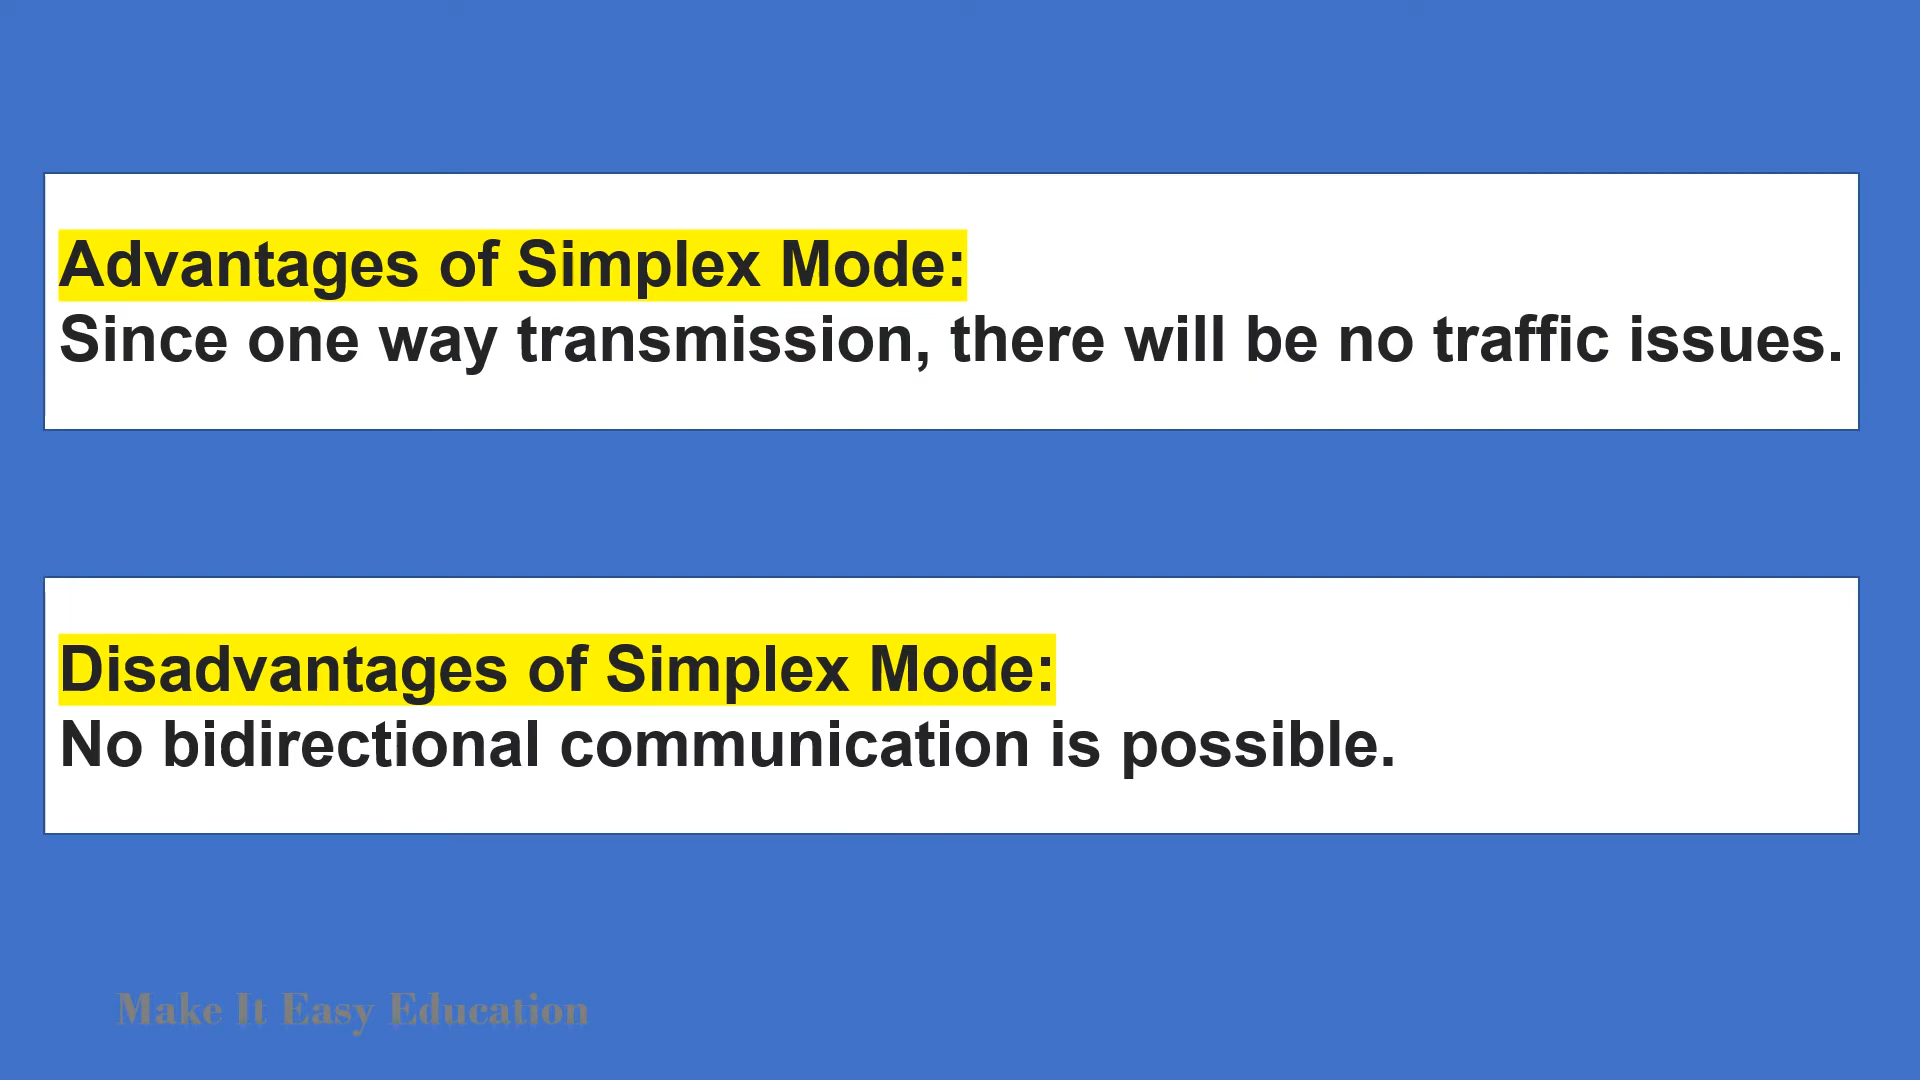 Advantages of Simplex Mode:
Since one way transmission, there will be no traffic issues.
Disadvantages of Simplex Mode:
No bidirectional communication is possible.
Make It Easy Education